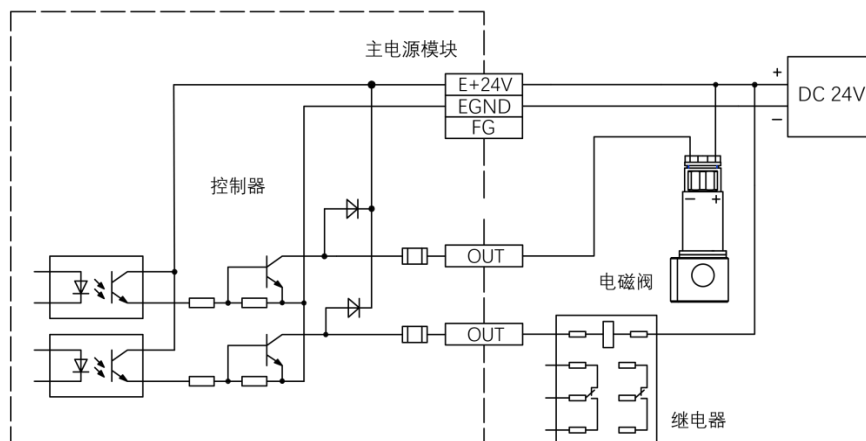 主电源模块
E+24V
EGND
FG
+
−
DC 24V
控制器
− +
OUT
电磁阀
OUT
继电器